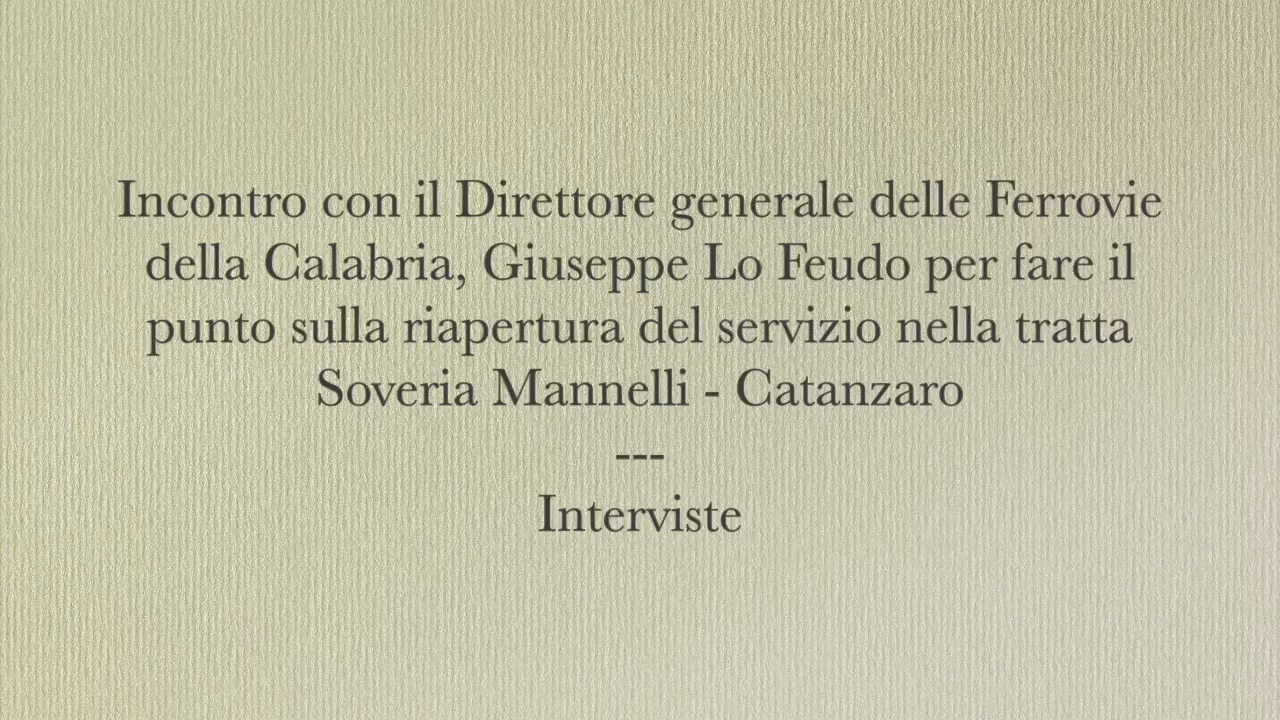 Incontro con il Direttore generale delle Ferrovie
della Calabria, Giuseppe Lo Feudo per fare il
punto sulla riapertura del servizio nella tratta
Soveria Mannelli - Catanzaro
---
Interviste